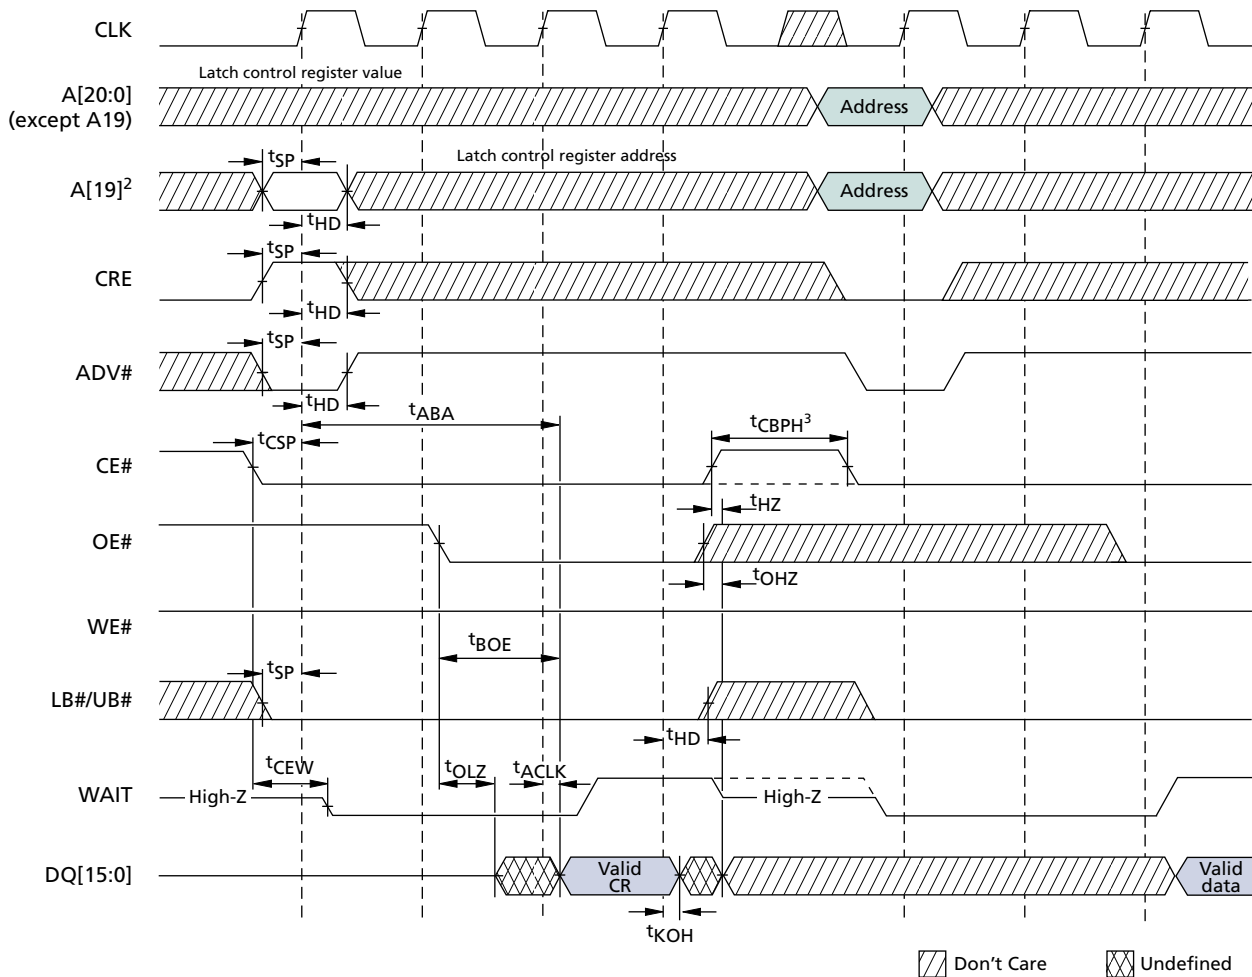 CLK
Latch control register value
A[20:0]
(except A19)
Address
tSP
Latch control register address
A[19]2
Address
tHD
tSP
CRE
tHD
tSP
ADV#
tHD
tABA
tCBPH3
tCSP
CE#
tHZ
OE#
tOHZ
WE#
tBOE
tSP
LB#/UB#
tHD
tCEW
tOLZ
tACLK
WAIT
High-Z
High-Z
DQ[15:0]
Valid
CR
Valid
data
tKOH
Don't Care
Undefined